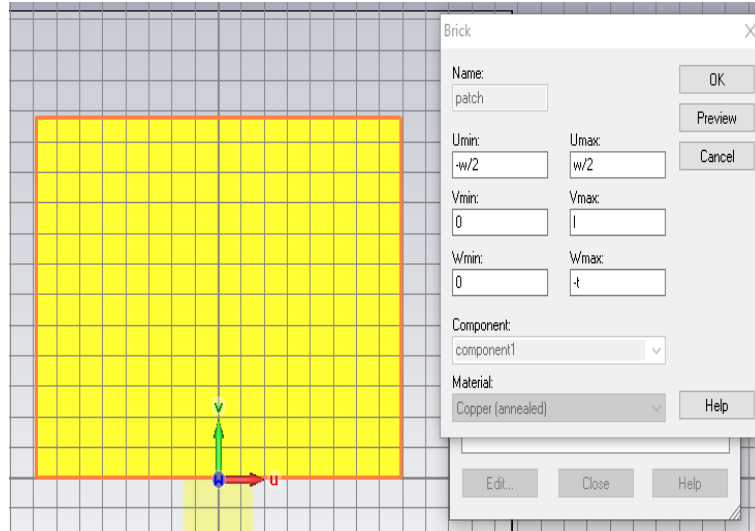 Brick
Name:
patch
OK
Preview
Umin:
Umax:
Cancel
-w/2
w/2
Vmin:
Vmax:
0
l
Wmin:
Wmax:
0
-t
Component:
component1
Material:
Copper (annealed)
Help
Edit...
Close
Help
v
w
u